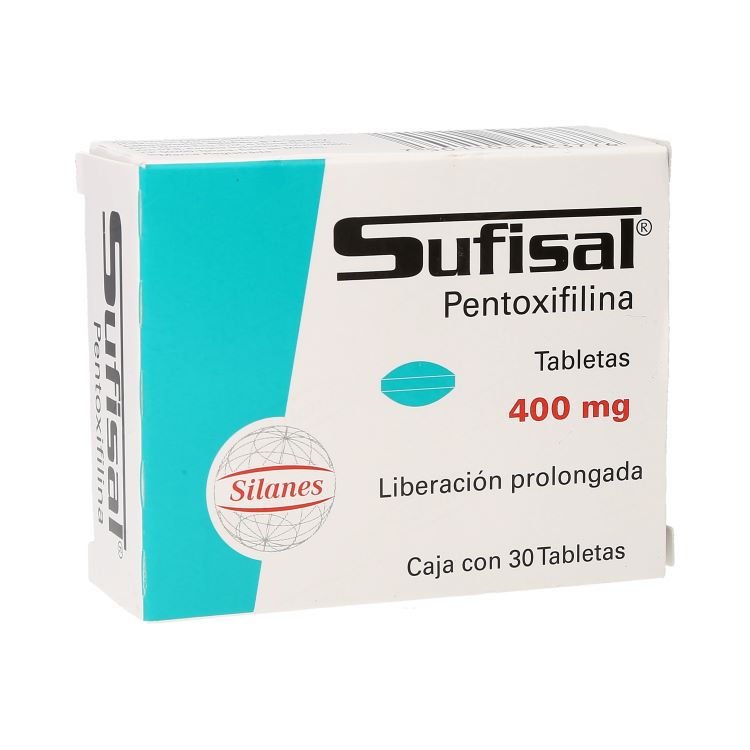 Sufisal®
Pentoxifilina
Tabletas
400 mg
Liberación prolongada
Caja con 30 Tabletas
Silanes
Sufisal®
Pentoxifilina